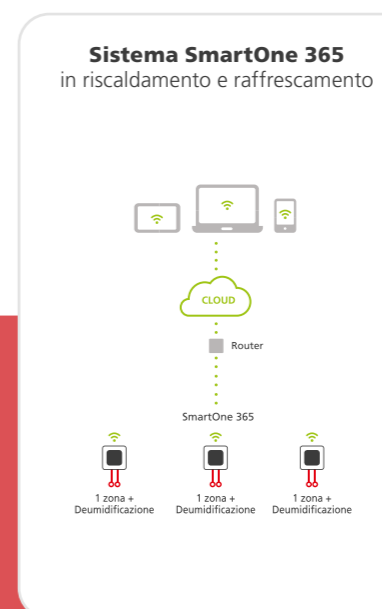 Sistema SmartOne 365
in riscaldamento e raffrescamento
CLOUD
Router
SmartOne 365
1 zona +
Deumidificazione
1 zona +
Deumidificazione
1 zona +
Deumidificazione